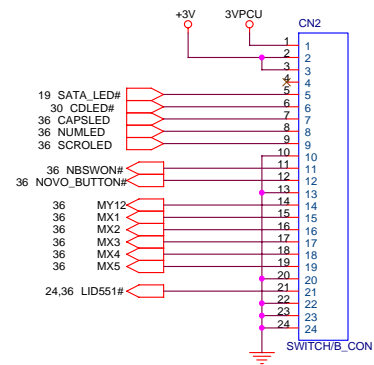 +3V 3VPCU CN2
1 1
2 2
3 3
4 4
19 SATA_LED# 5 5
30 CDLED# 6 6
36 CAPSLED 7 7
36 NUMLED 8 8
36 SCROLED 9 9
10 10
36 NBSWON# 11 11
36 NOVO_BUTTON# 12 12
13 13
36 MY12 14 14
36 MX1 15 15
36 MX2 16 16
36 MX3 17 17
36 MX4 18 18
36 MX5 19 19
20 20
24,36 LID551# 21 21
22 22
23 23
24 24
SWITCH/B_CON